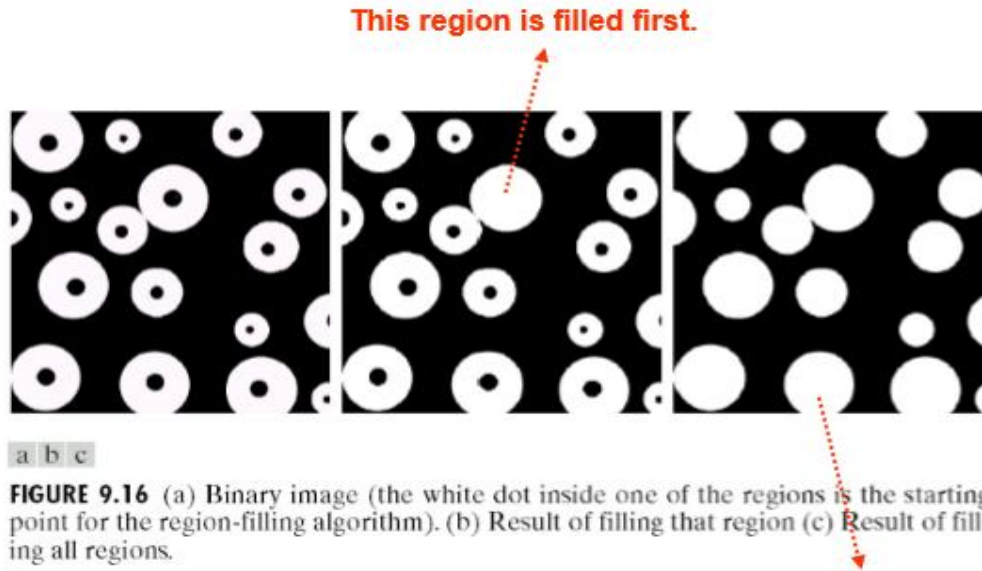 This region is filled first.
a b c
FIGURE 9.16 (a) Binary image (the white dot inside one of the regions is the starting
point for the region-filling algorithm). (b) Result of filling that region (c) Result of fill-
ing all regions.